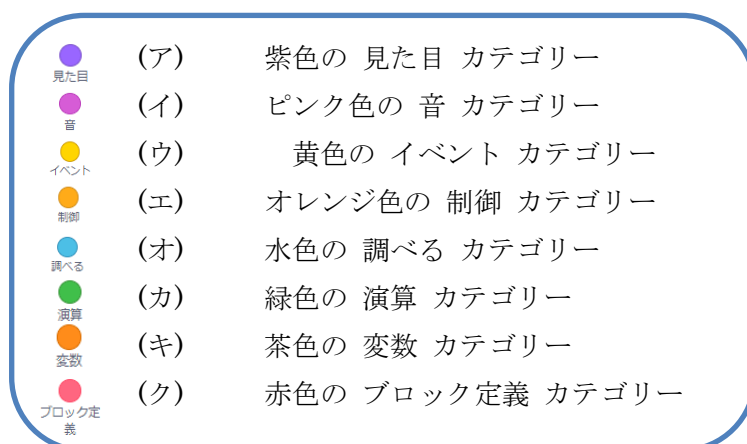 見た目 (ア) 紫色の 見た目 カテゴリー
音 (イ) ピンク色の 音 カテゴリー
イベント (ウ) 黄色の イベント カテゴリー
制御 (エ) オレンジ色の 制御 カテゴリー
調べる (オ) 水色の 調べる カテゴリー
演算 (カ) 緑色の 演算 カテゴリー
変数 (キ) 茶色の 変数 カテゴリー
ブロック定 (ク) 赤色の ブロック定義 カテゴリー
義